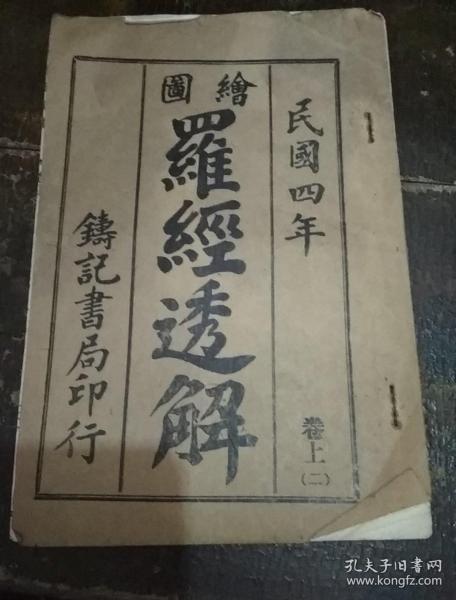 民國四年
卷上(二)
繪圖
羅經透解
鑄記書局印行
孔夫子旧書网
www.kongfz.com